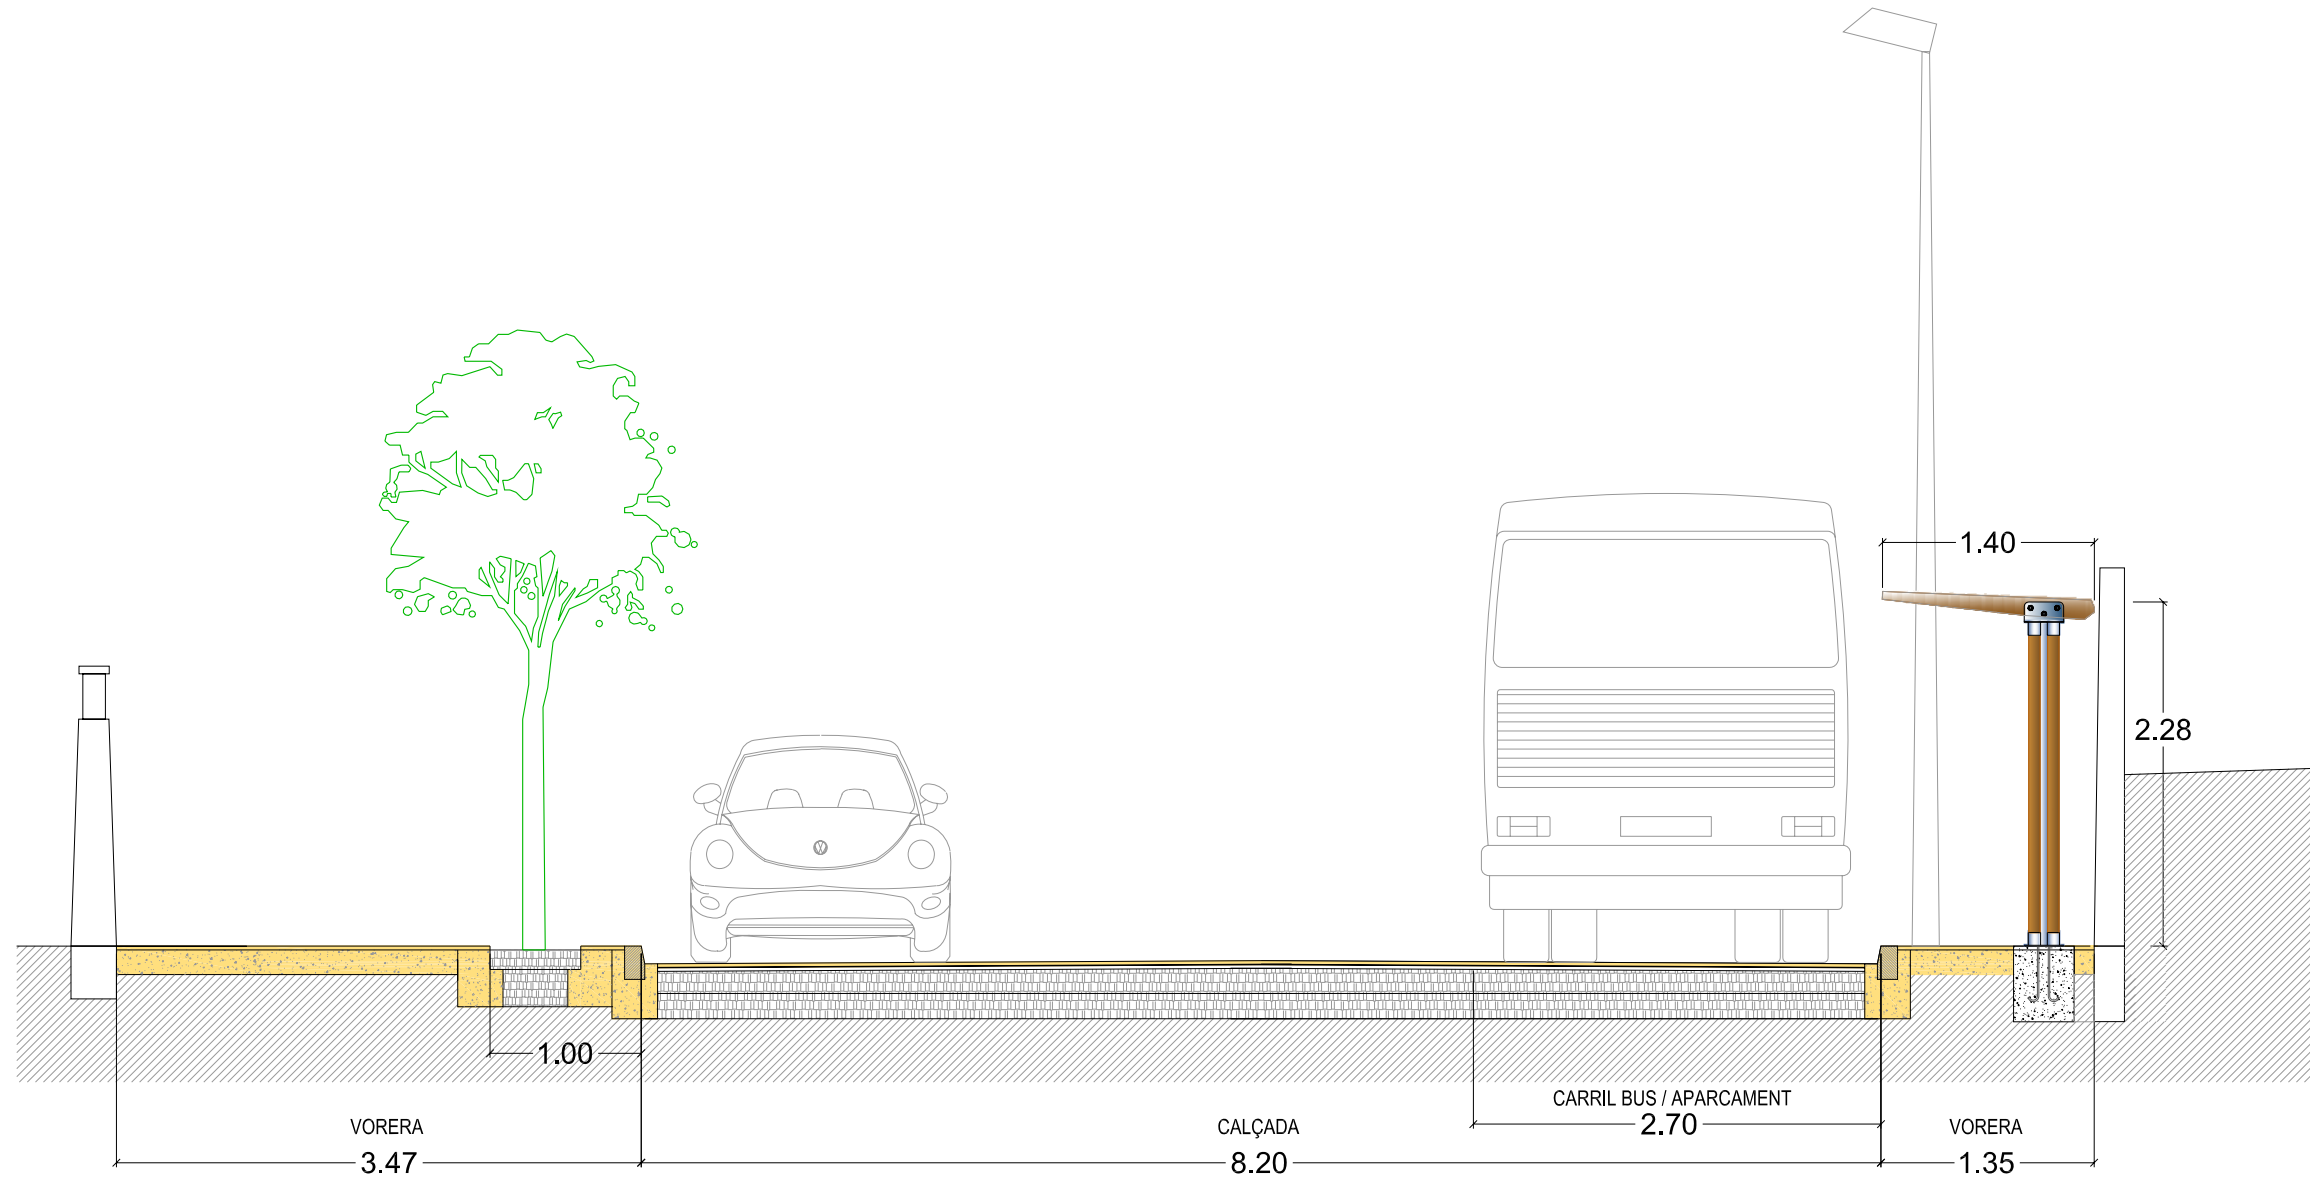 1.40
2.28
1.00
CARRIL BUS / APARCAMENT
2.70
VORERA
3.47
CALÇADA
8.20
VORERA
1.35